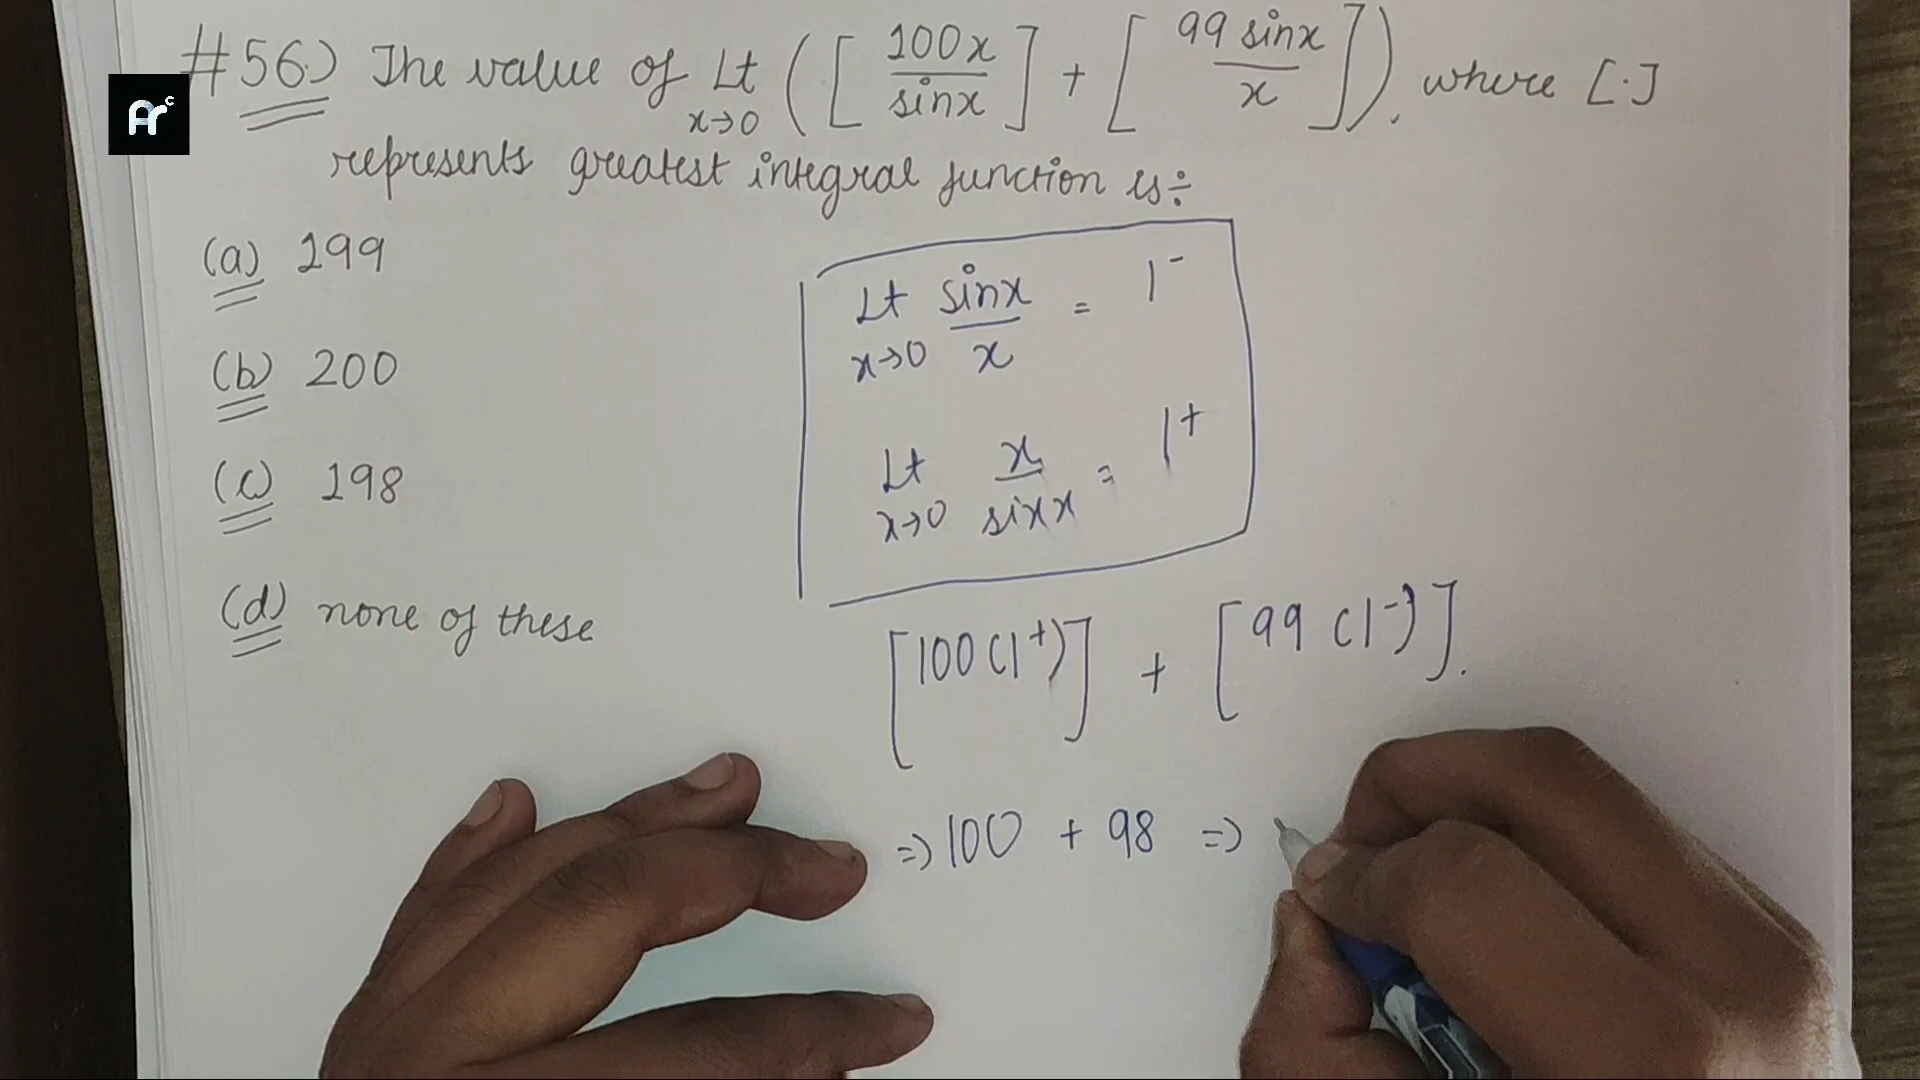 #56) The value of Lt x→0 ([100x/sinx] + [99 sinx/x]), where [.]
represents greatest integral function is:
(a) 199
(b) 200
(c) 198
(d) none of these
Lt x→0 sinx/x = 1⁻
Lt x→0 x/sinx = 1⁺
[100(1⁺)] + [99(1⁻)].
⇒ 100 + 98 ⇒
Ar c